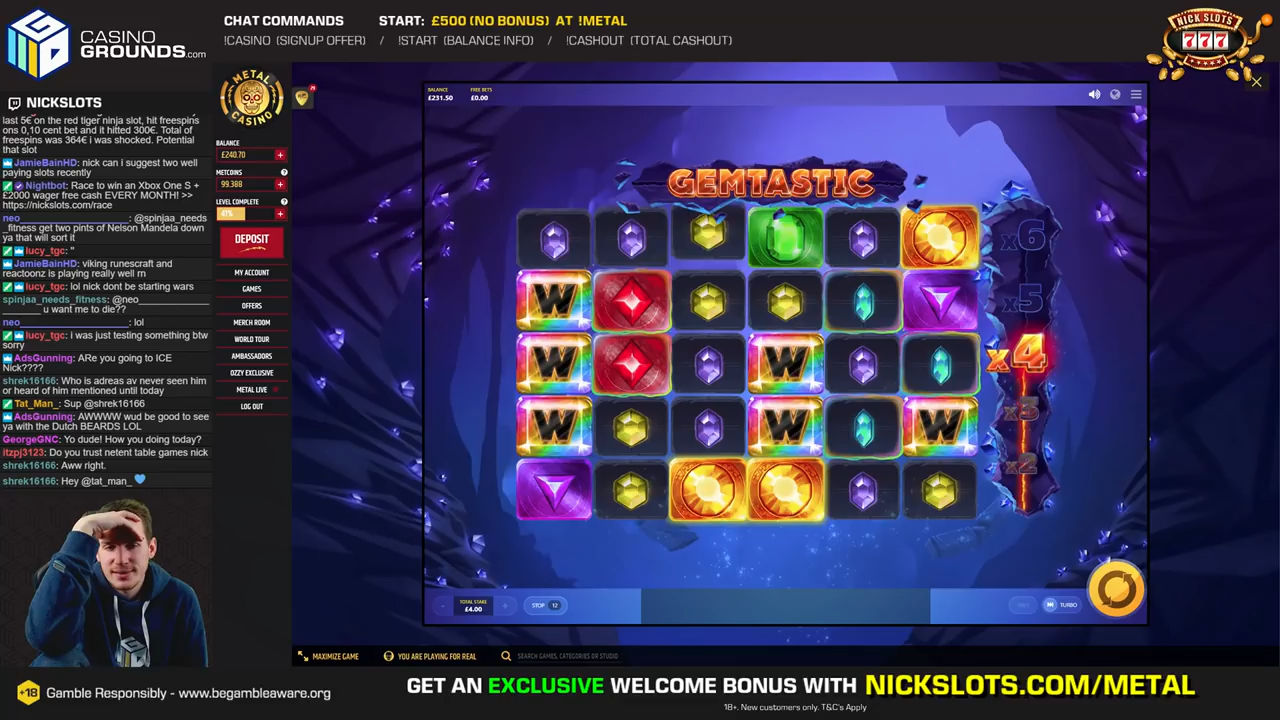 CASINO
GROUNDS.com
CHAT COMMANDS
START: £500 (NO BONUS) AT !METAL
!CASINO (SIGNUP OFFER) / !START (BALANCE INFO) / !CASHOUT (TOTAL CASHOUT)
NICK SLOTS
777
NICKSLOTS
last 5€ on the red tiger ninja slot, hit freespins
ons 0,10 cent bet and it hitted 300€. Total of
freespins was 364€ i was shocked. Potential
that slot
JamieBainHD: nick can i suggest two well
paying slots recently
Nightbot: Race to win an Xbox One S +
£2000 wager free cash EVERY MONTH! >>
https://nickslots.com/race
neo_: @spinjaa_needs
_fitness get two pints of Nelson Mandela down
ya that will sort it
lucy_tgc: "
JamieBainHD: viking runescraft and
reactoonz is playing really well rn
lucy_tgc: lol nick dont be starting wars
spinjaa_needs_fitness: @neo_
u want me to die??
neo_: lol
lucy_tgc: i was just testing something btw
sorry
AdsGunning: ARe you going to ICE
Nick????
shrek16166: Who is adreas av never seen him
or heard of him mentioned until today
Tat_Man_: Sup @shrek16166
AdsGunning: AWWWW wud be good to see
ya with the Dutch BEARDS LOL
GeorgeGNC: Yo dude! How you doing today?
itzpj3123: Do you trust netent table games nick
shrek16166: Aww right.
shrek16166: Hey @tat_man_
METAL
CASINO
BALANCE
£240.70
METCOINS
99.388
LEVEL COMPLETE
41%
DEPOSIT
MY ACCOUNT
GAMES
OFFERS
MERCH ROOM
WORLD TOUR
AMBASSADORS
OZZY EXCLUSIVE
METAL LIVE
LOG OUT
BALANCE
£231.50
FREE BETS
£0.00
GEMTASTIC
x6
x5
x4
x3
x2
W
W W
W W W
TOTAL STAKE
£4.00
STOP 12
TURBO
MAXIMIZE GAME
YOU ARE PLAYING FOR REAL
SEARCH GAMES, CATEGORIES OR STUDIO
+18 Gamble Responsibly - www.begambleaware.org
GET AN EXCLUSIVE WELCOME BONUS WITH NICKSLOTS.COM/METAL
18+. New customers only. T&C's Apply